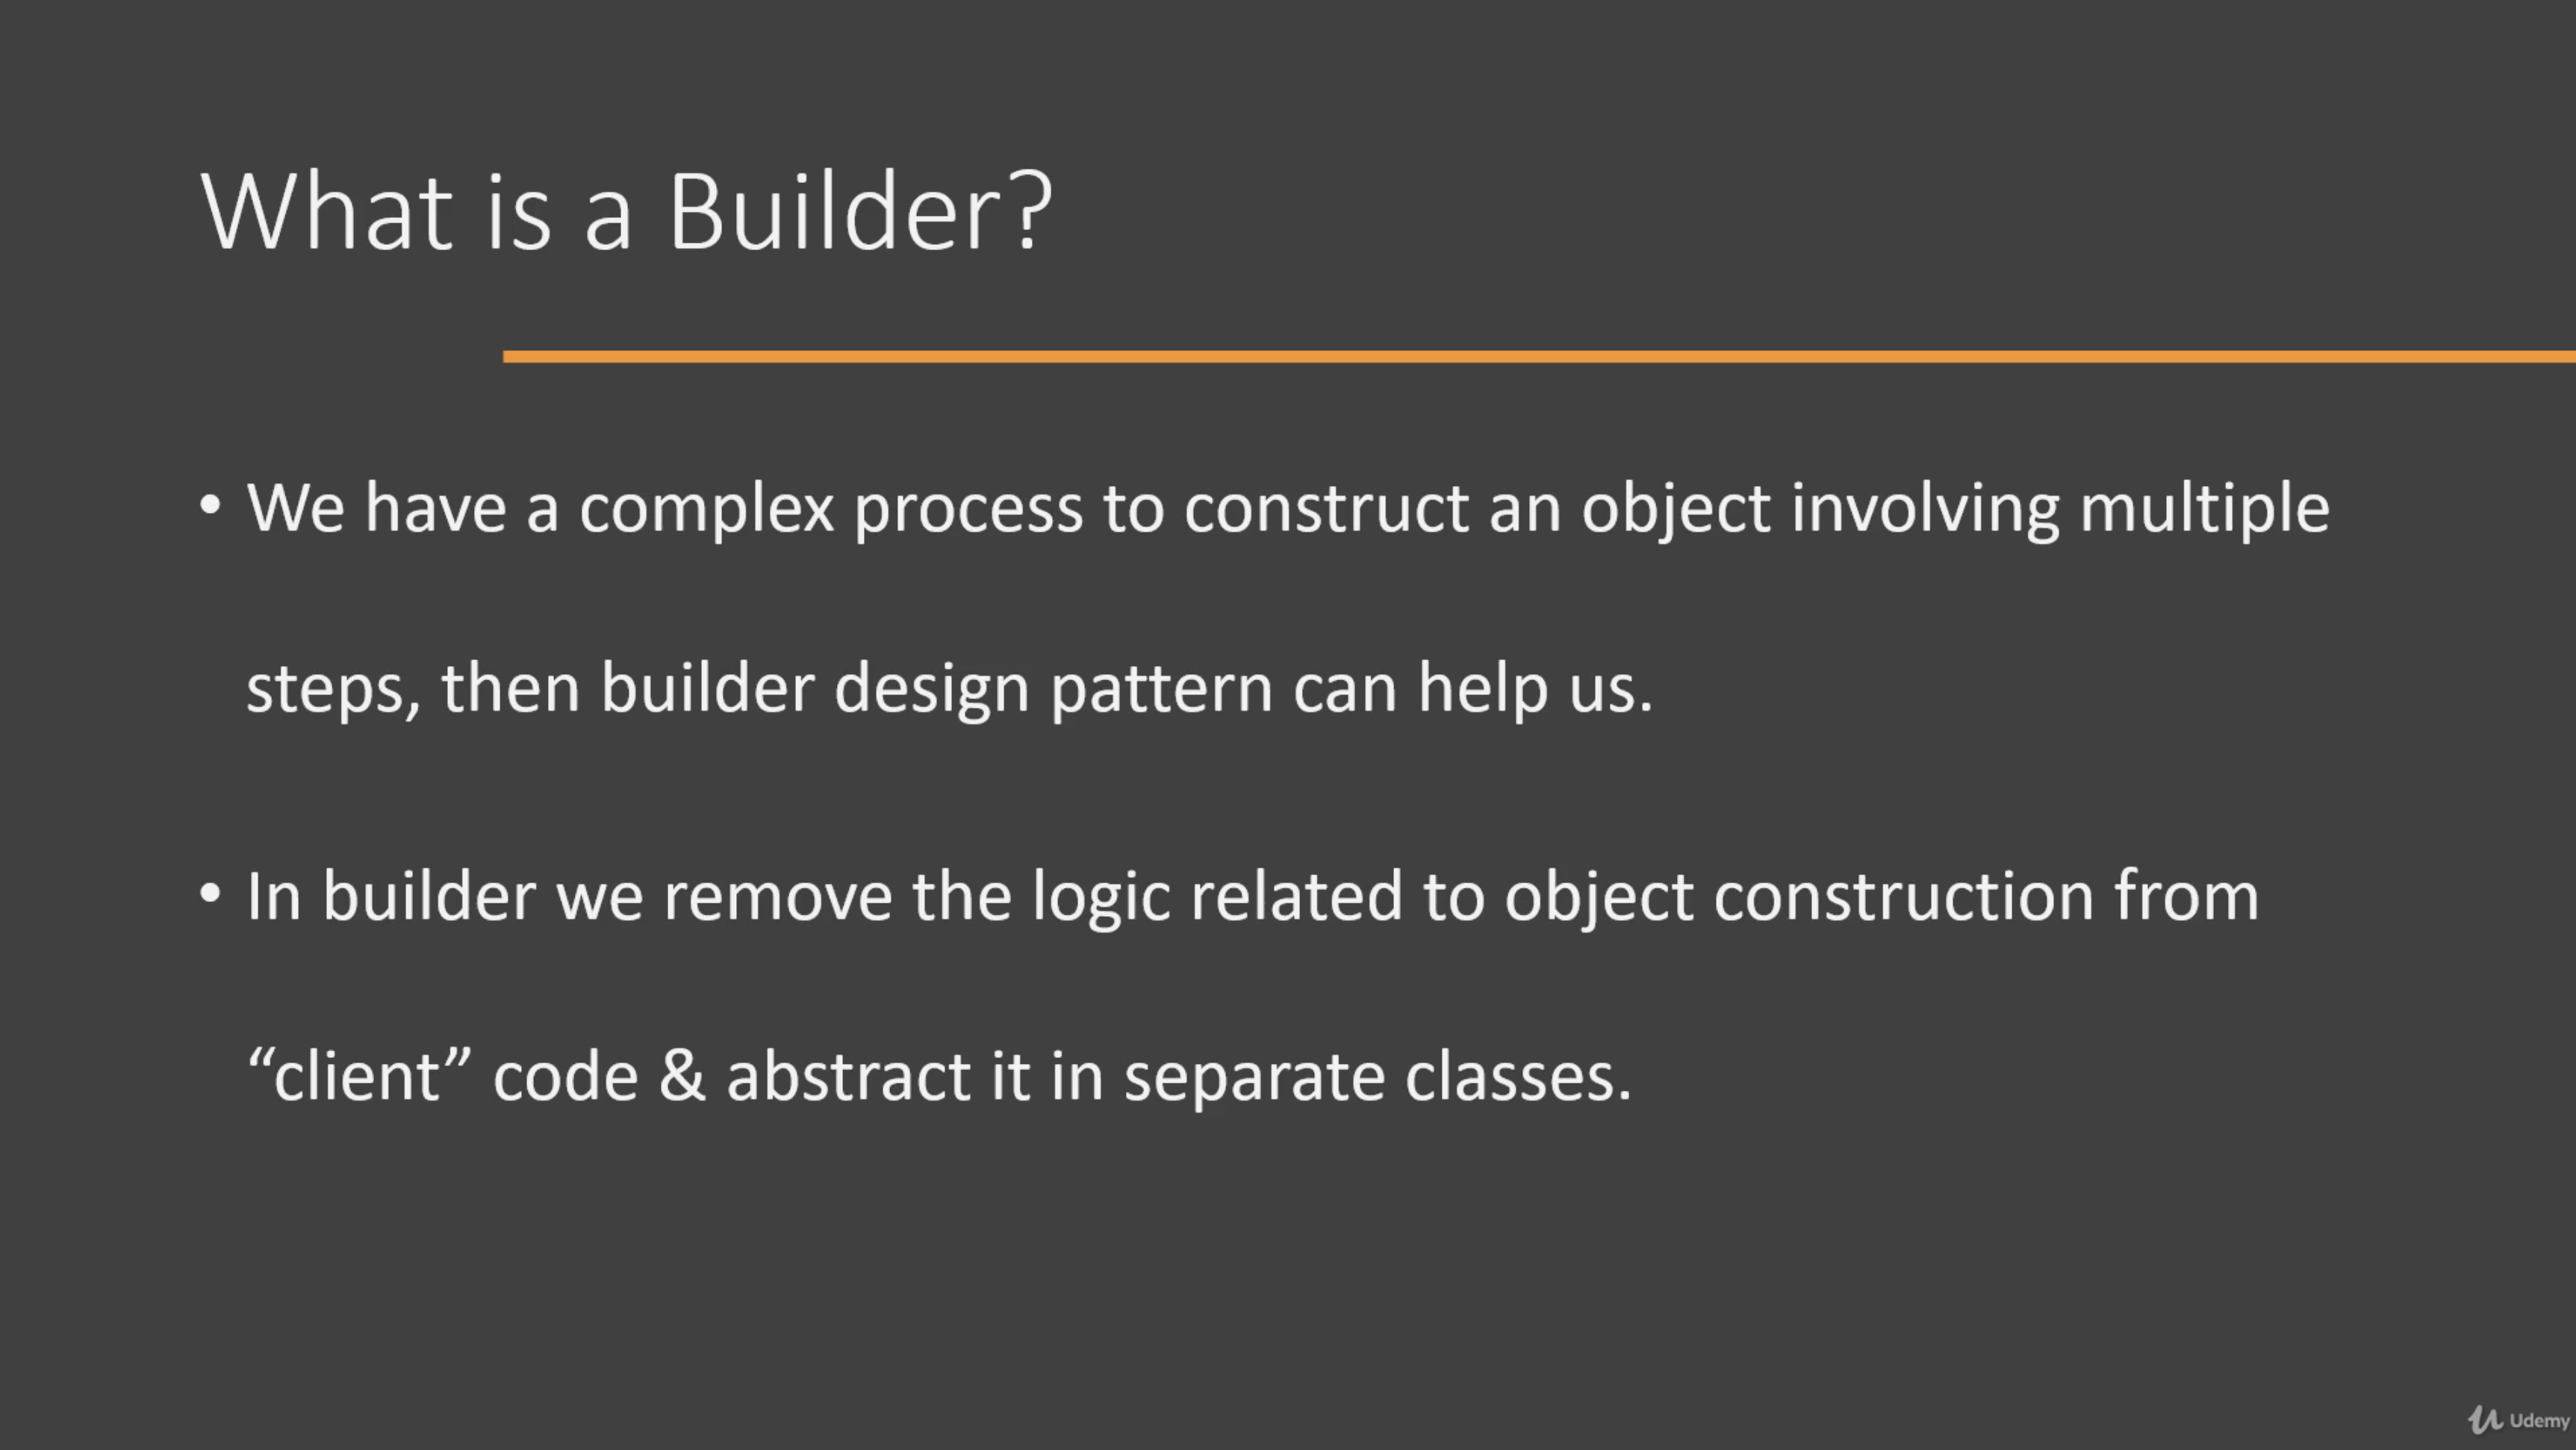 What is a Builder?
• We have a complex process to construct an object involving multiple
steps, then builder design pattern can help us.
• In builder we remove the logic related to object construction from
“client” code & abstract it in separate classes.
Udemy